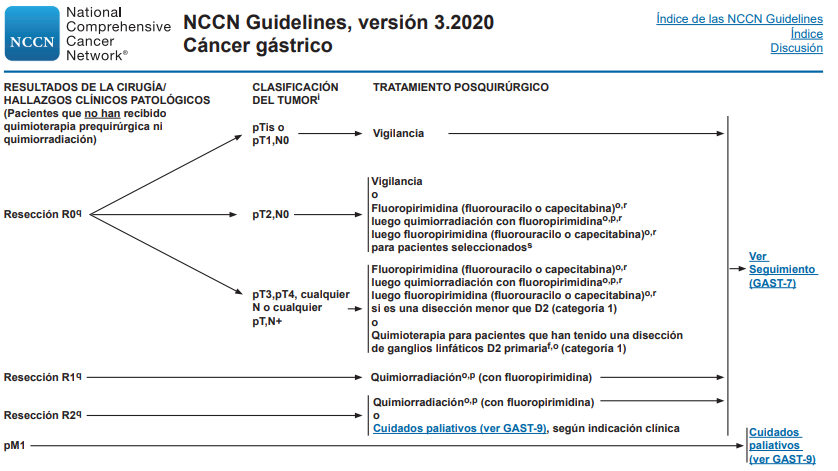 NCCN
National
Comprehensive
Cancer
Network®
NCCN Guidelines, versión 3.2020
Cáncer gástrico
Índice de las NCCN Guidelines
Índice
Discusión
RESULTADOS DE LA CIRUGÍA/
HALLAZGOS CLÍNICOS PATOLÓGICOS
(Pacientes que no han recibido
quimioterapia prequirúrgica ni
quimiorradiación)
CLASIFICACIÓN
DEL TUMORʲ
TRATAMIENTO POSQUIRÚRGICO
Resección R0q
pTis o
pT1,N0
Vigilancia
pT2,N0
Vigilancia
o
Fluoropirimidina (fluorouracilo o capecitabina)o,r
luego quimiorradiación con fluoropirimidinao,p,r
luego fluoropirimidina (fluorouracilo o capecitabina)o,r
para pacientes seleccionadoss
pT3,pT4, cualquier
N o cualquier
pT,N+
Fluoropirimidina (fluorouracilo o capecitabina)o,r
luego quimiorradiación con fluoropirimidinao,p,r
luego fluoropirimidina (fluorouracilo o capecitabina)o,r
si es una disección menor que D2 (categoría 1)
o
Quimioterapia para pacientes que han tenido una disección
de ganglios linfáticos D2 primariaf,o (categoría 1)
Ver
Seguimiento
(GAST-7)
Resección R1q
Quimiorradiacióno,p (con fluoropirimidina)
Resección R2q
Quimiorradiacióno,p (con fluoropirimidina)
o
Cuidados paliativos (ver GAST-9), según indicación clínica
pM1
Cuidados
paliativos
(ver GAST-9)